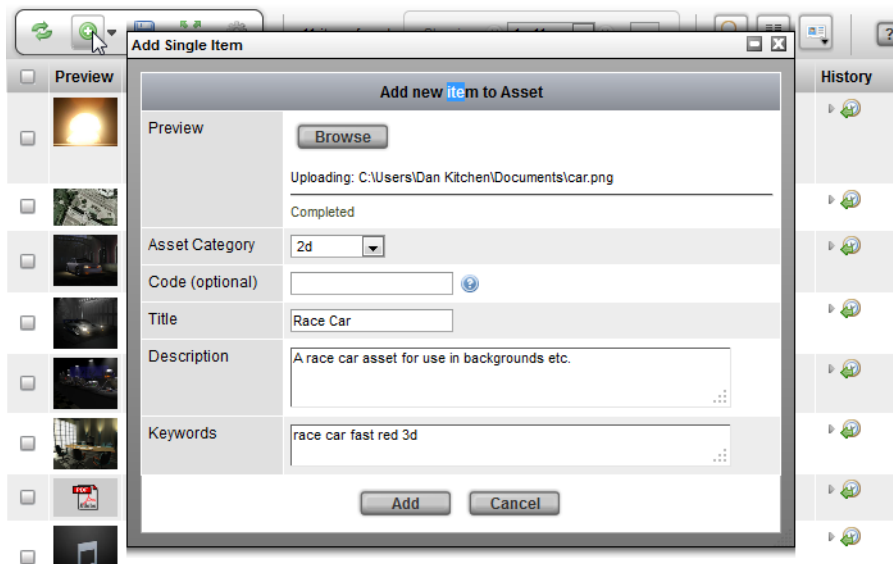 Add Single Item
Preview
History
Add new item to Asset
Preview
Browse
Uploading: C:\Users\Dan Kitchen\Documents\car.png
Completed
Asset Category
2d
Code (optional)
Title
Race Car
Description
A race car asset for use in backgrounds etc.
Keywords
race car fast red 3d
Add
Cancel
PDF